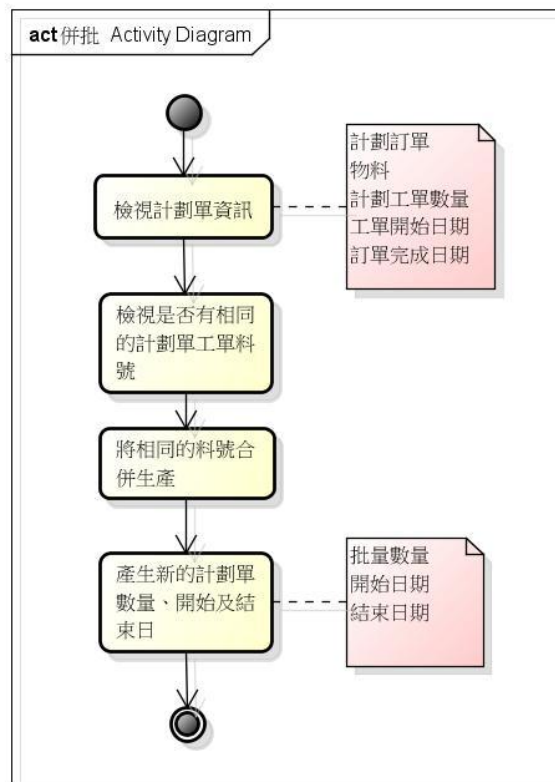 act 併批 Activity Diagram
計劃訂單
物料
計劃工單數量
工單開始日期
訂單完成日期
檢視計劃單資訊
檢視是否有相同
的計劃單工單料
號
將相同的料號合
併生產
產生新的計劃單
數量、開始及結
束日
批量數量
開始日期
結束日期